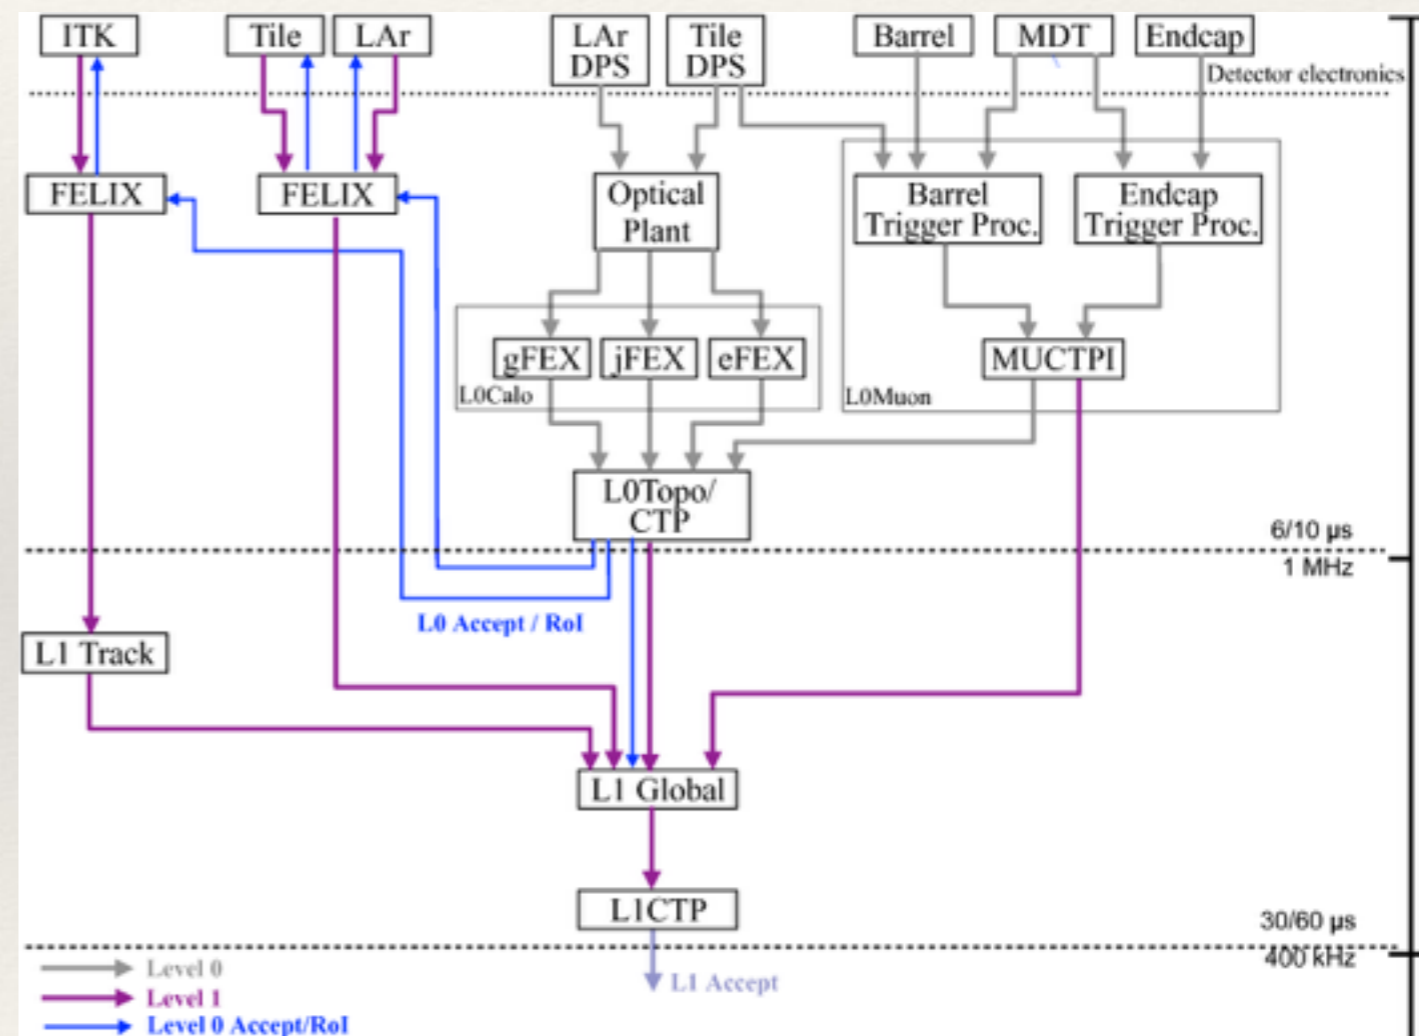 ITK
Tile
LAr
LAr
DPS
Tile
DPS
Barrel
MDT
Endcap
Detector electronics
FELIX
FELIX
Optical
Plant
Barrel
Trigger Proc.
Endcap
Trigger Proc.
gFEX
jFEX
eFEX
L0Calo
MUCTPI
L0Muon
L0Topo/
CTP
6/10 µs
1 MHz
L0 Accept / RoI
L1 Track
L1 Global
L1CTP
30/60 µs
400 kHz
L1 Accept
Level 0
Level 1
Level 0 Accept/RoI